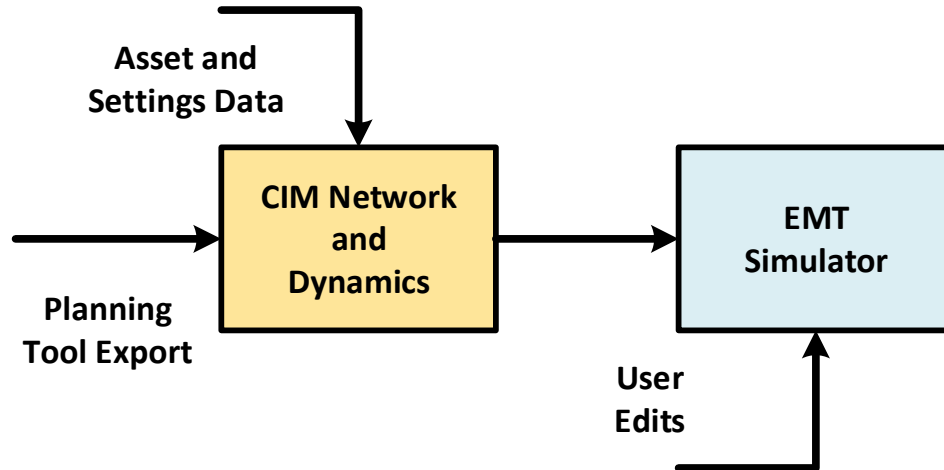 Asset and
Settings Data
CIM Network
and
Dynamics
EMT
Simulator
Planning
Tool Export
User
Edits